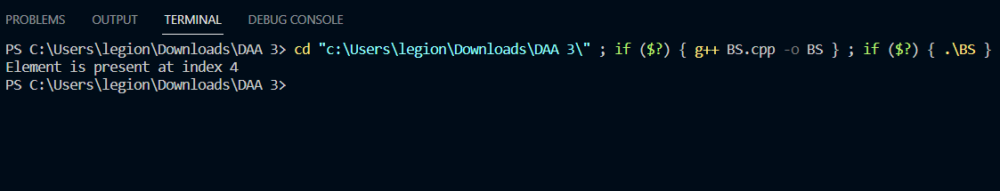 PROBLEMS OUTPUT TERMINAL DEBUG CONSOLE
PS C:\Users\legion\Downloads\DAA 3> cd "c:\Users\legion\Downloads\DAA 3\" ; if ($?) { g++ BS.cpp -o BS } ; if ($?) { .\BS }
Element is present at index 4
PS C:\Users\legion\Downloads\DAA 3>